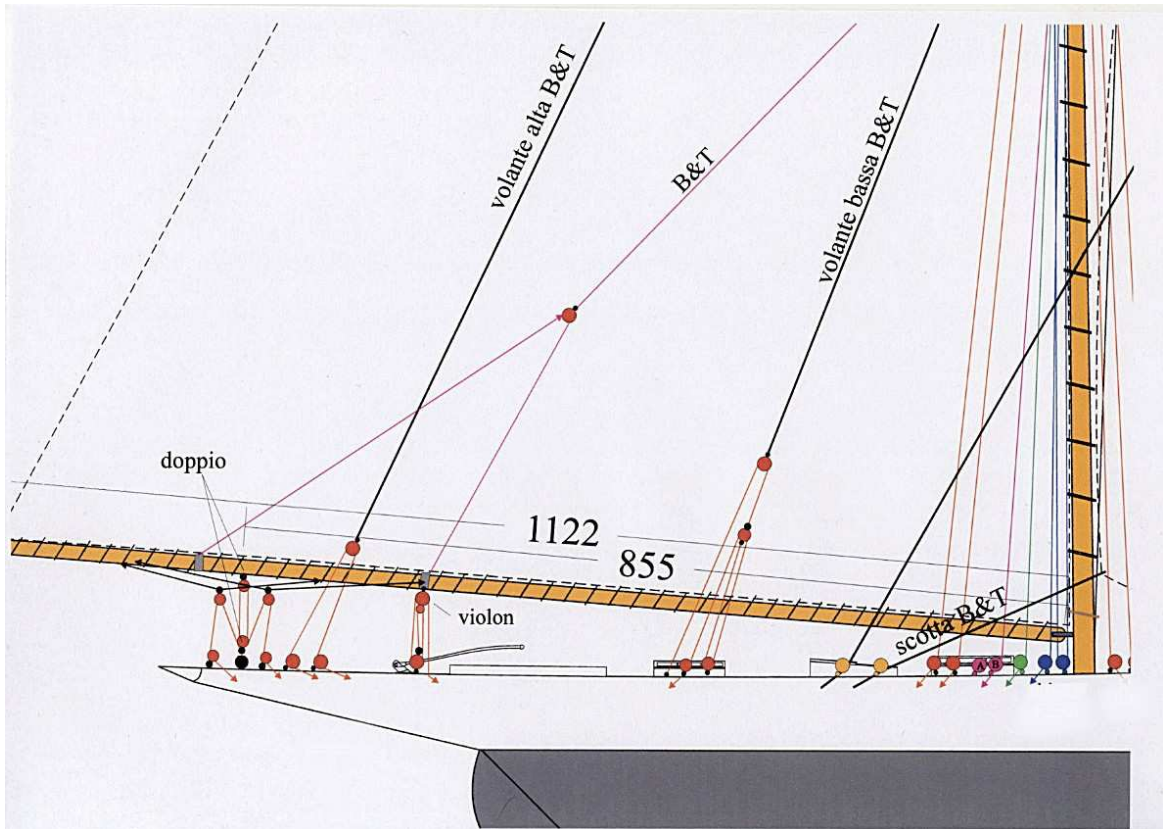 volante alta B&T
B&T
volante bassa B&T
doppio
1122
855
violon
scotta B&T
A
B